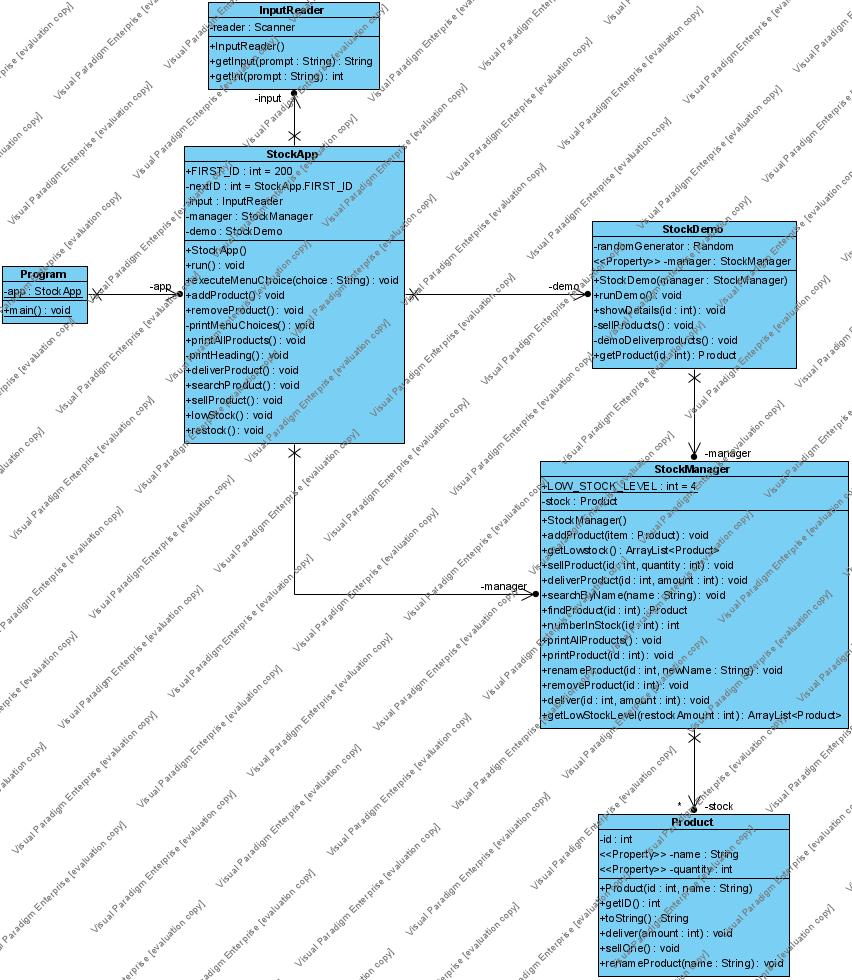 InputReader
-reader : Scanner
+InputReader()
+getInput(prompt : String) : String
+getInt(prompt : String) : int
-input
StockApp
+FIRST_ID : int = 200
-nextID : int = StockApp.FIRST_ID
-input : InputReader
-manager : StockManager
-demo : StockDemo
+StockApp()
+run() : void
+executeMenuChoice(choice : String) : void
+addProduct() : void
+removeProduct() : void
-printMenuChoices() : void
+printAllProducts() : void
-printHeading() : void
+deliverProduct() : void
+searchProduct() : void
+sellProduct() : void
+lowStock() : void
+restock() : void
Program
-app : StockApp
+main() : void
-app
-demo
StockDemo
-randomGenerator : Random
<<Property>> -manager : StockManager
+StockDemo(manager : StockManager)
+runDemo() : void
+showDetails(id : int) : void
-sellProducts() : void
-demoDeliverproducts() : void
+getProduct(id : int) : Product
-manager
-manager
StockManager
+LOW_STOCK_LEVEL : int = 4
-stock : Product
+StockManager()
+addProduct(item : Product) : void
+getLowstock() : ArrayList<Product>
+sellProduct(id : int, quantity : int) : void
+deliverProduct(id : int, amount : int) : void
+searchByName(name : String) : void
+findProduct(id : int) : Product
+numberInStock(id : int) : int
+printAllProducts() : void
+printProduct(id : int) : void
+renameProduct(id : int, newName : String) : void
+removeProduct(id : int) : void
+deliver(id : int, amount : int) : void
+getLowStockLevel(restockAmount : int) : ArrayList<Product>
*
-stock
Product
-id : int
<<Property>> -name : String
<<Property>> -quantity : int
+Product(id : int, name : String)
+getID() : int
+toString() : String
+deliver(amount : int) : void
+sellOne() : void
+renameProduct(name : String) : void
Visual Paradigm Enterprise [evaluation copy]